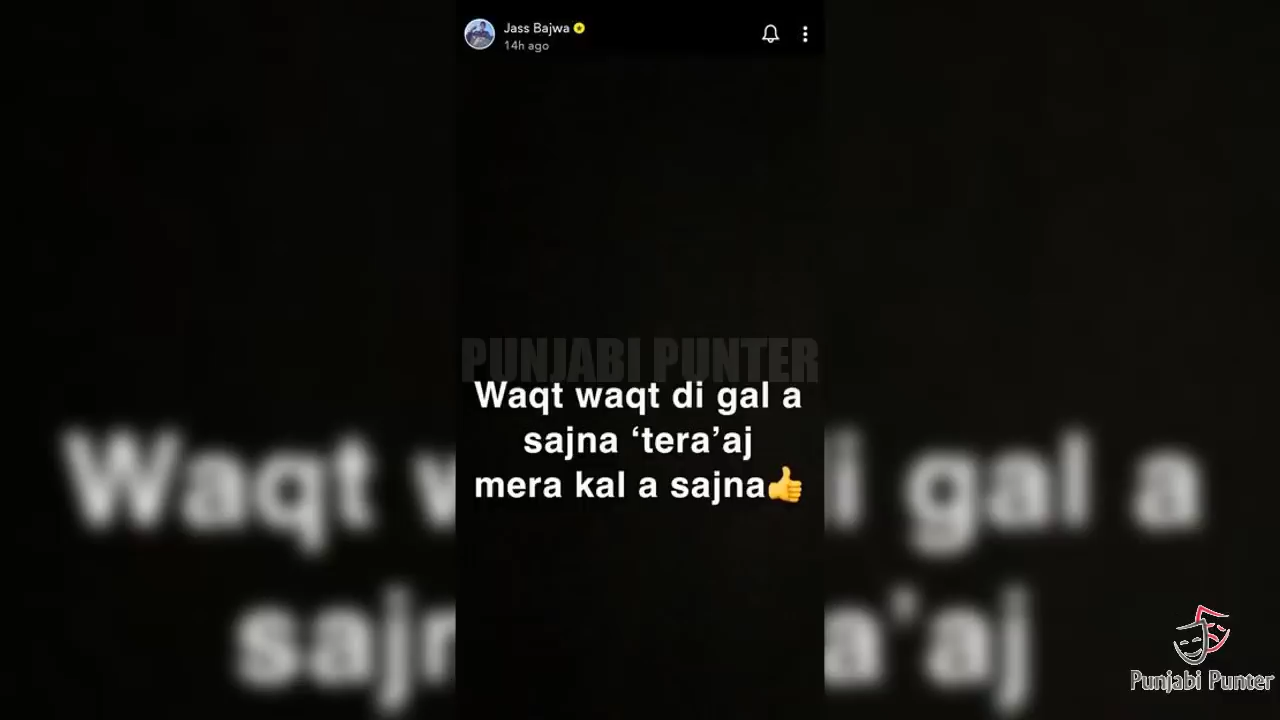 Jass Bajwa
14h ago
PUNJABI PUNTER
Waqt waqt di gal a
sajna ‘tera’aj
mera kal a sajna👍
Punjabi Punter